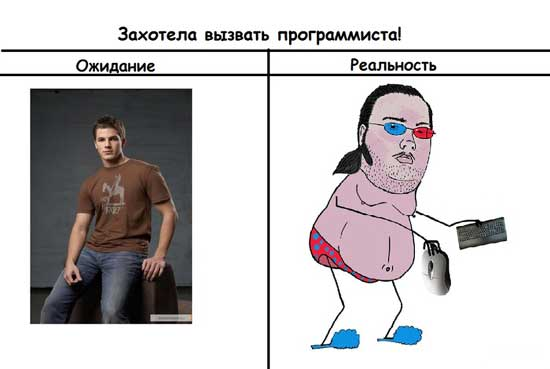 Захотела вызвать программиста!
Ожидание
Реальность